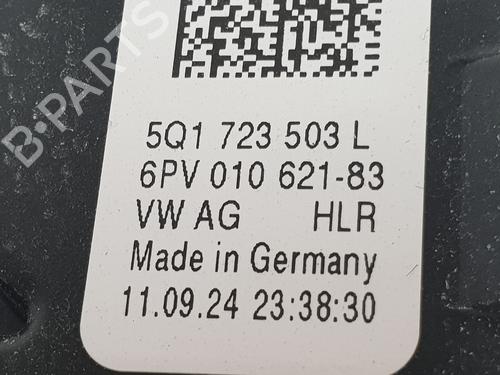 B-PARTS
5Q1 723 503 L
6PV 010 621-83
VW AG HLR
Made in Germany
11.09.24 23:38:30